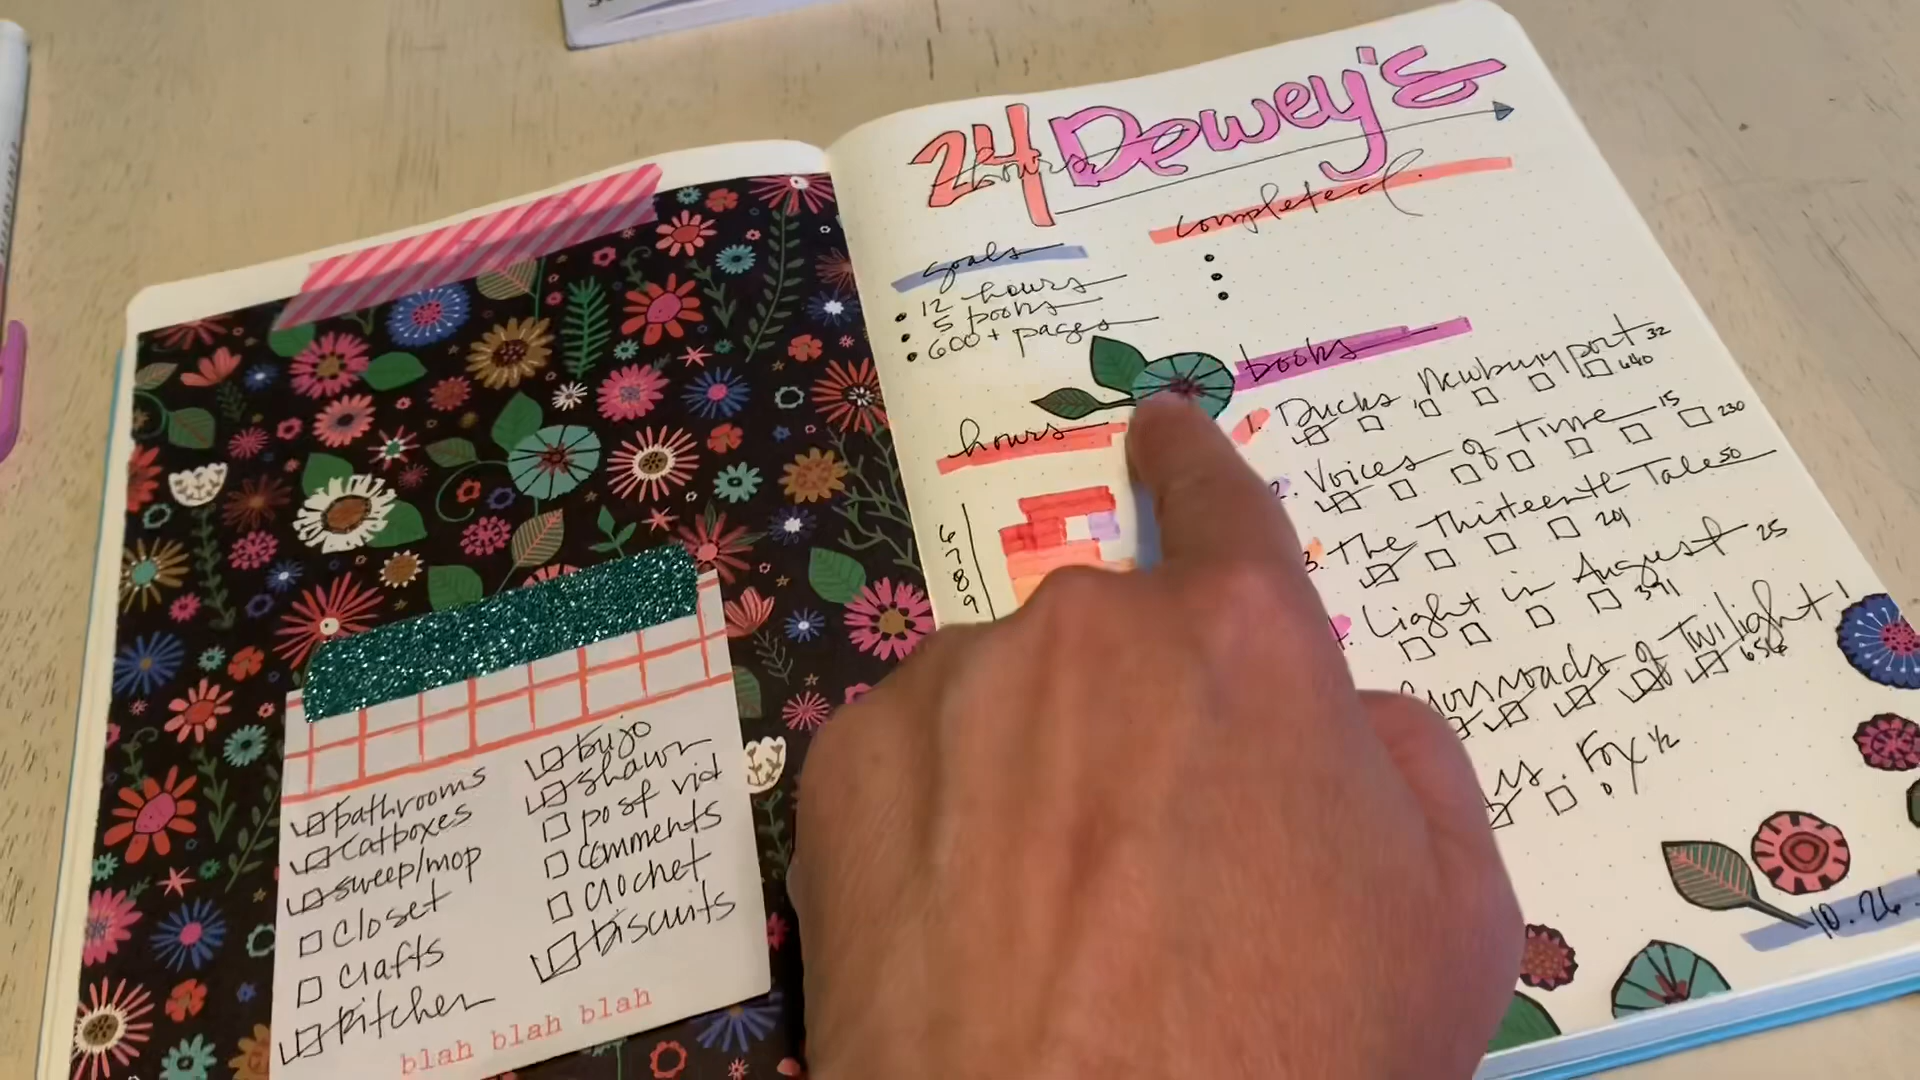 24 Dewey's
hours
completed.
goals
12 hours
5 books
600+ pages
books
1. Ducks, Newburyport 32
640
2. Voices of Time 15
230
3. The Thirteenth Tale 50
201
Light in August 25
391
Crossroads of Twilight !
656
Fox 1/2
0
hours
6
7
8
9
10.26.
bathrooms
catboxes
sweep/mop
closet
crafts
kitchen
bujo
shawn
post vid
comments
crochet
biscuits
blah blah blah